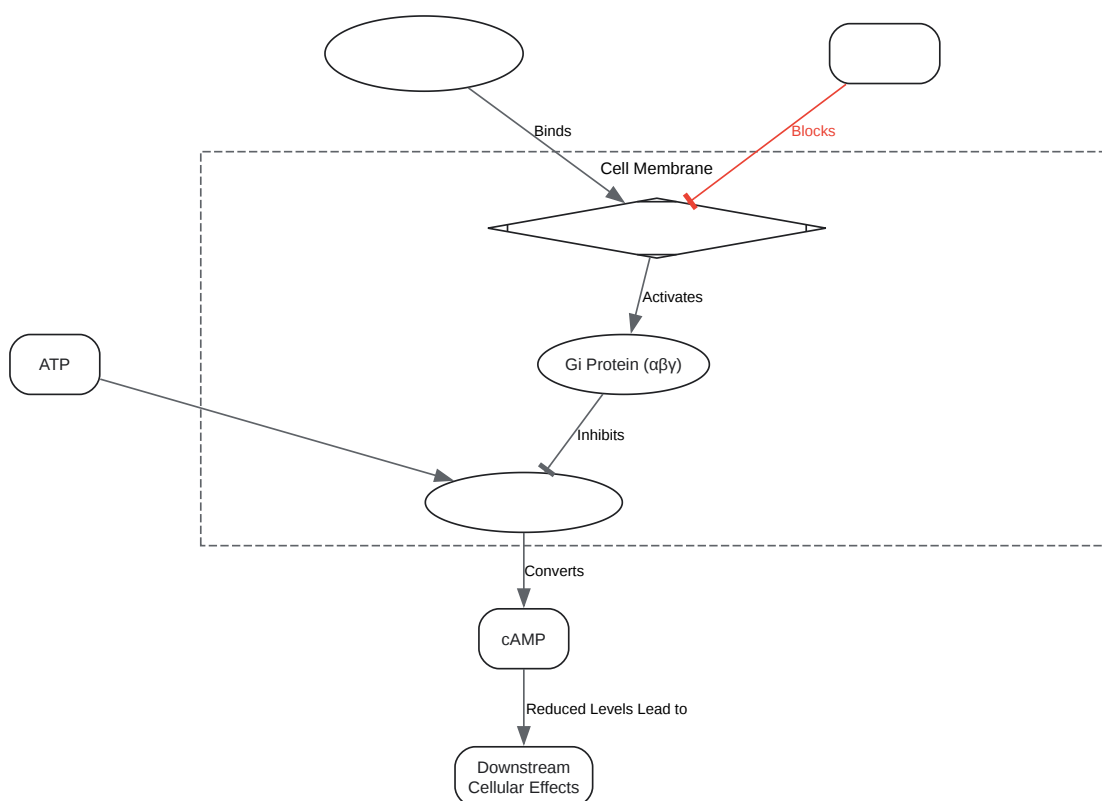 Binds
Blocks
Cell Membrane
Activates
ATP
Gi Protein (αβγ)
Inhibits
Converts
cAMP
Reduced Levels Lead to
Downstream
Cellular Effects